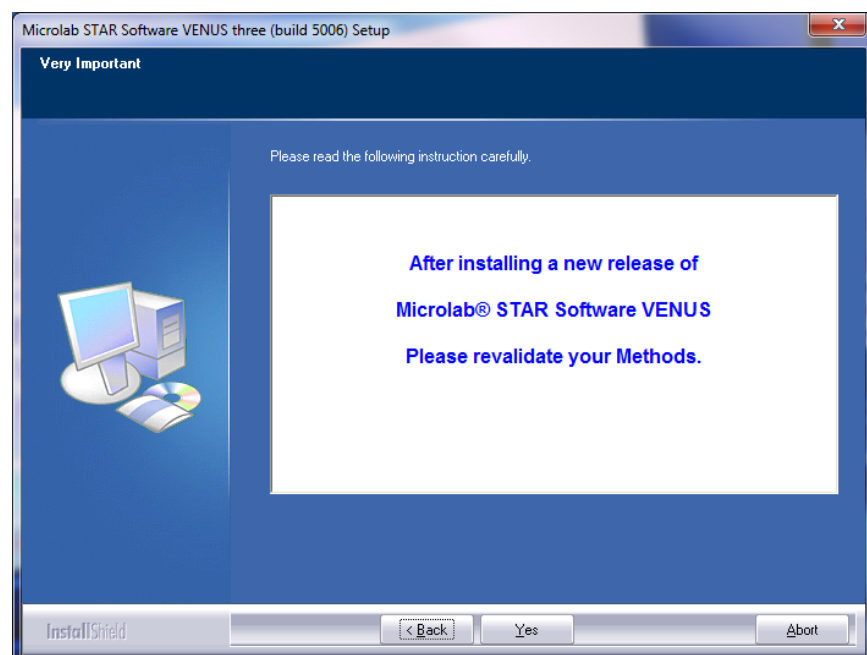 Microlab STAR Software VENUS three (build 5006) Setup
Very Important
Please read the following instruction carefully.
After installing a new release of
Microlab® STAR Software VENUS
Please revalidate your Methods.
InstallShield
< Back
Yes
Abort